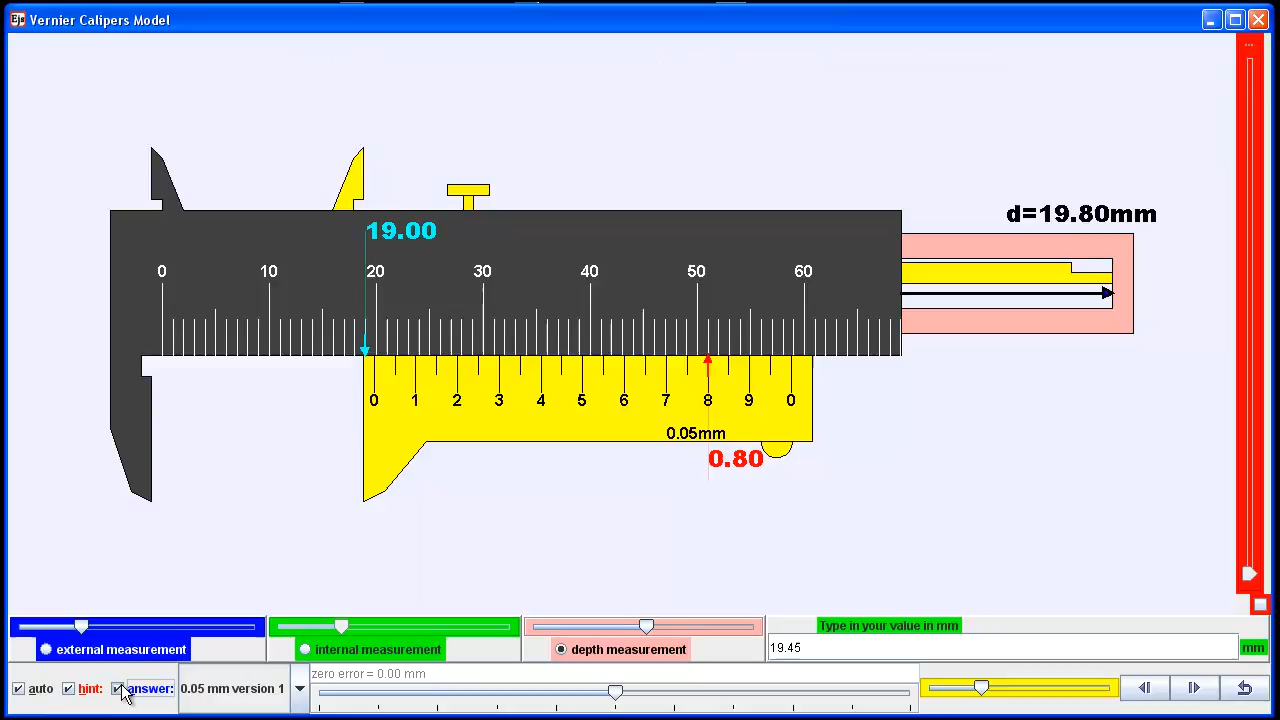 Ejs Vernier Calipers Model
...
d=19.80mm
19.00
0 10 20 30 40 50 60
0 1 2 3 4 5 6 7 8 9 0
0.05mm
0.80
Type in your value in mm
external measurement internal measurement depth measurement 19.45 mm
zero error = 0.00 mm
auto hint: answer: 0.05 mm version 1